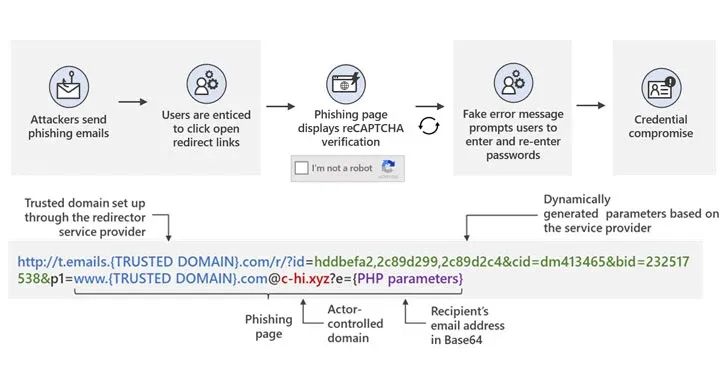 Attackers send
phishing emails
Users are enticed
to click open
redirect links
Phishing page
displays reCAPTCHA
verification
I'm not a robot
Fake error message
prompts users to
enter and re-enter
passwords
Credential
compromise
Trusted domain set up
through the redirector
service provider
Dynamically
generated parameters based on
the service provider
http://t.emails.{TRUSTED DOMAIN}.com/r/?id=hddbefa2,2c89d299,2c89d2c4&cid=dm413465&bid=232517
538&p1=www.{TRUSTED DOMAIN}.com@c-hi.xyz?e={PHP parameters}
Phishing
page
Actor-
controlled
domain
Recipient's
email address
in Base64